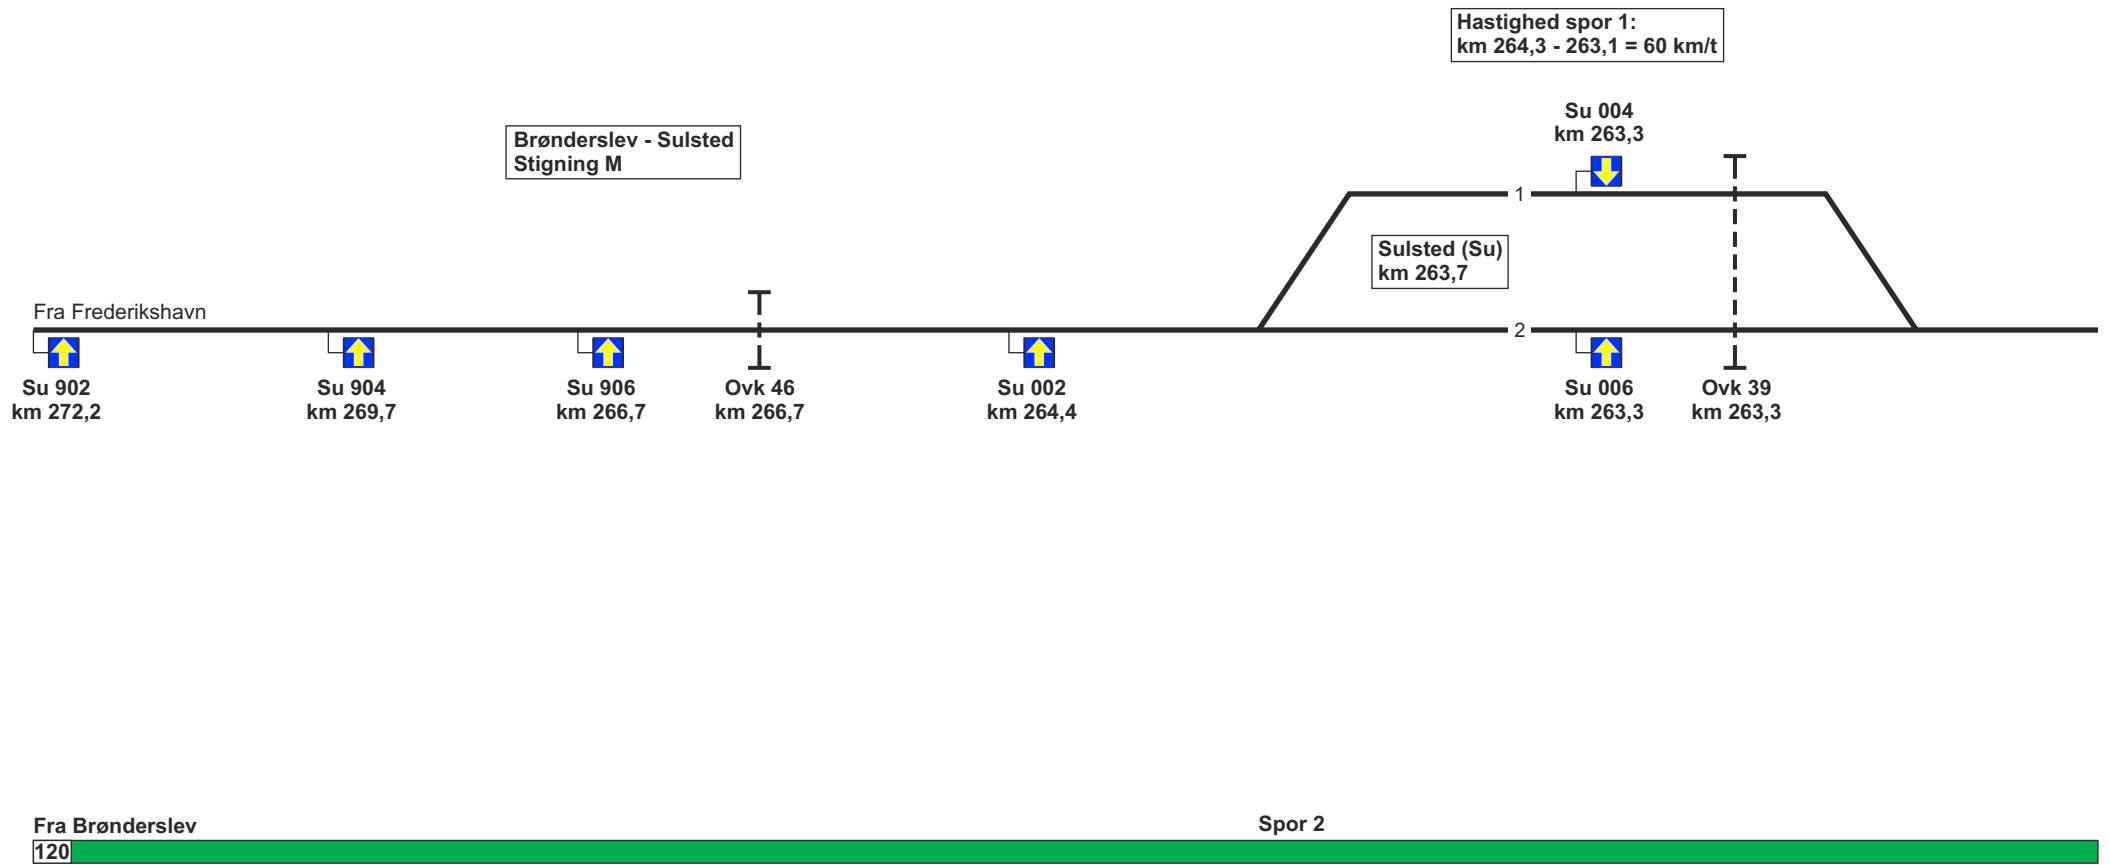 Hastighed spor 1:
km 264,3 - 263,1 = 60 km/t
Su 004
km 263,3
Brønderslev - Sulsted
Stigning M
1
Sulsted (Su)
km 263,7
Fra Frederikshavn
2
Su 902
km 272,2
Su 904
km 269,7
Su 906
km 266,7
Ovk 46
km 266,7
Su 002
km 264,4
Su 006
km 263,3
Ovk 39
km 263,3
Fra Brønderslev
Spor 2
120